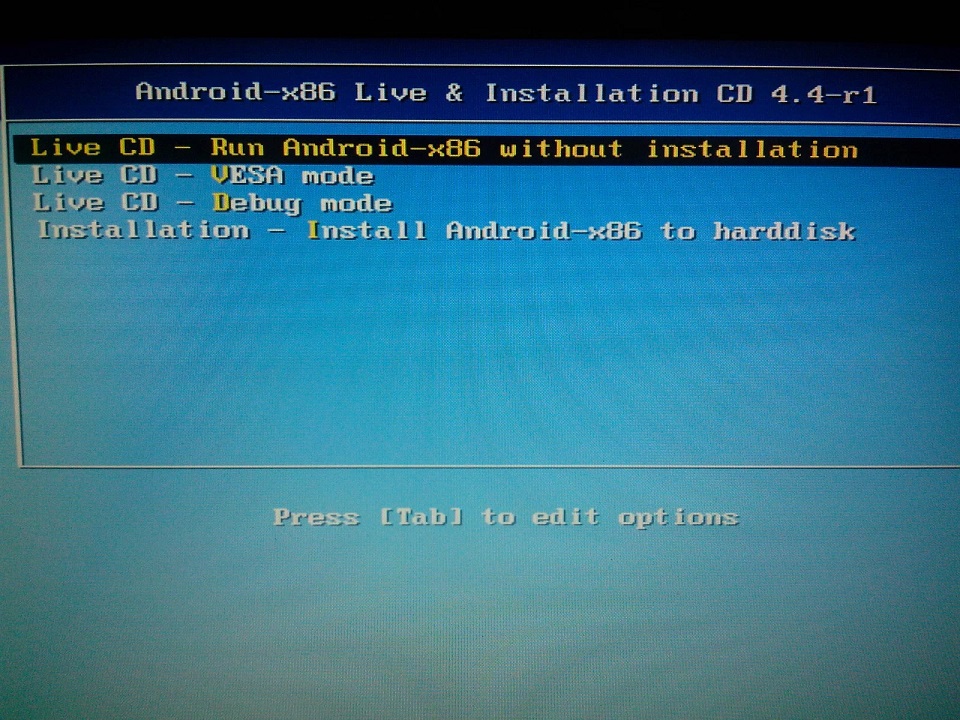 Android-x86 Live & Installation CD 4.4-r1
Live CD - Run Android-x86 without installation
Live CD - VESA mode
Live CD - Debug mode
Installation - Install Android-x86 to harddisk
Press [Tab] to edit options